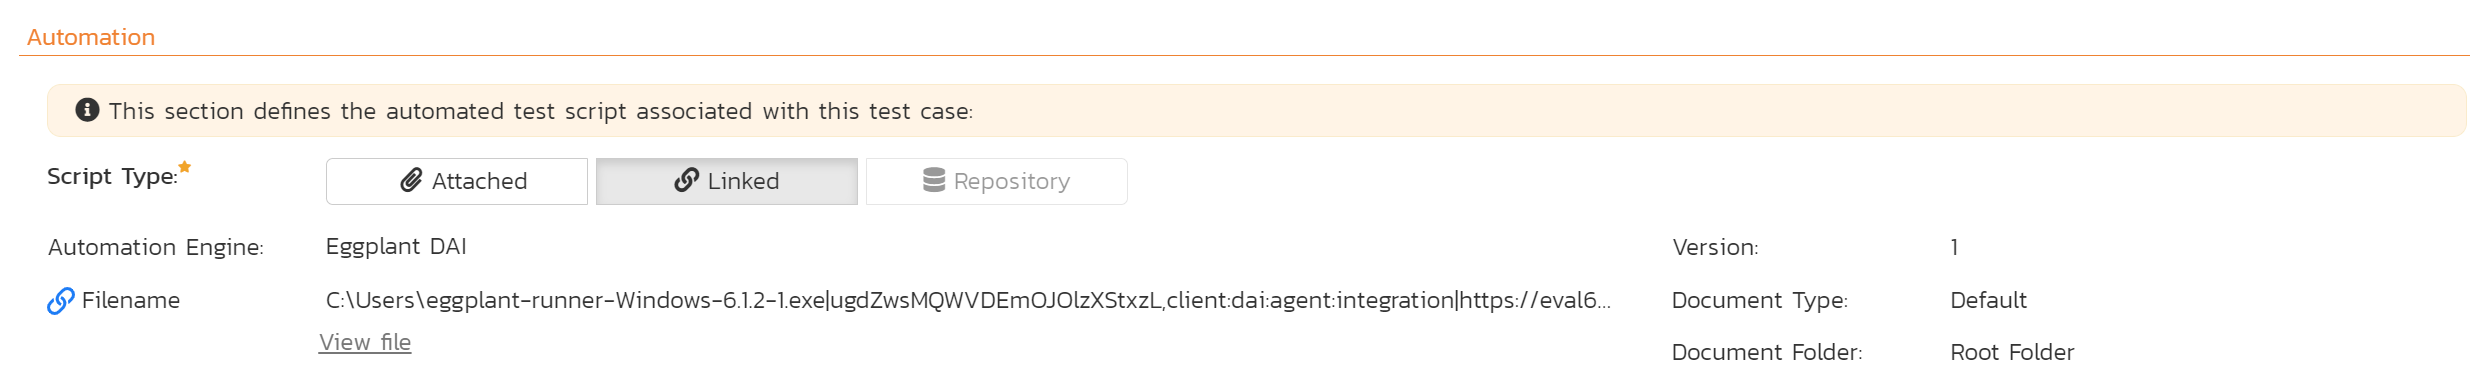 Automation
This section defines the automated test script associated with this test case:
Script Type:
Attached
Linked
Repository
Automation Engine: Eggplant DAI
Version: 1
Filename C:\Users\eggplant-runner-Windows-6.1.2-1.exe|ugdZwsMQWVDEmOJOlzXStxzL,client:dai:agent:integration|https://eval6...
Document Type: Default
View file
Document Folder: Root Folder